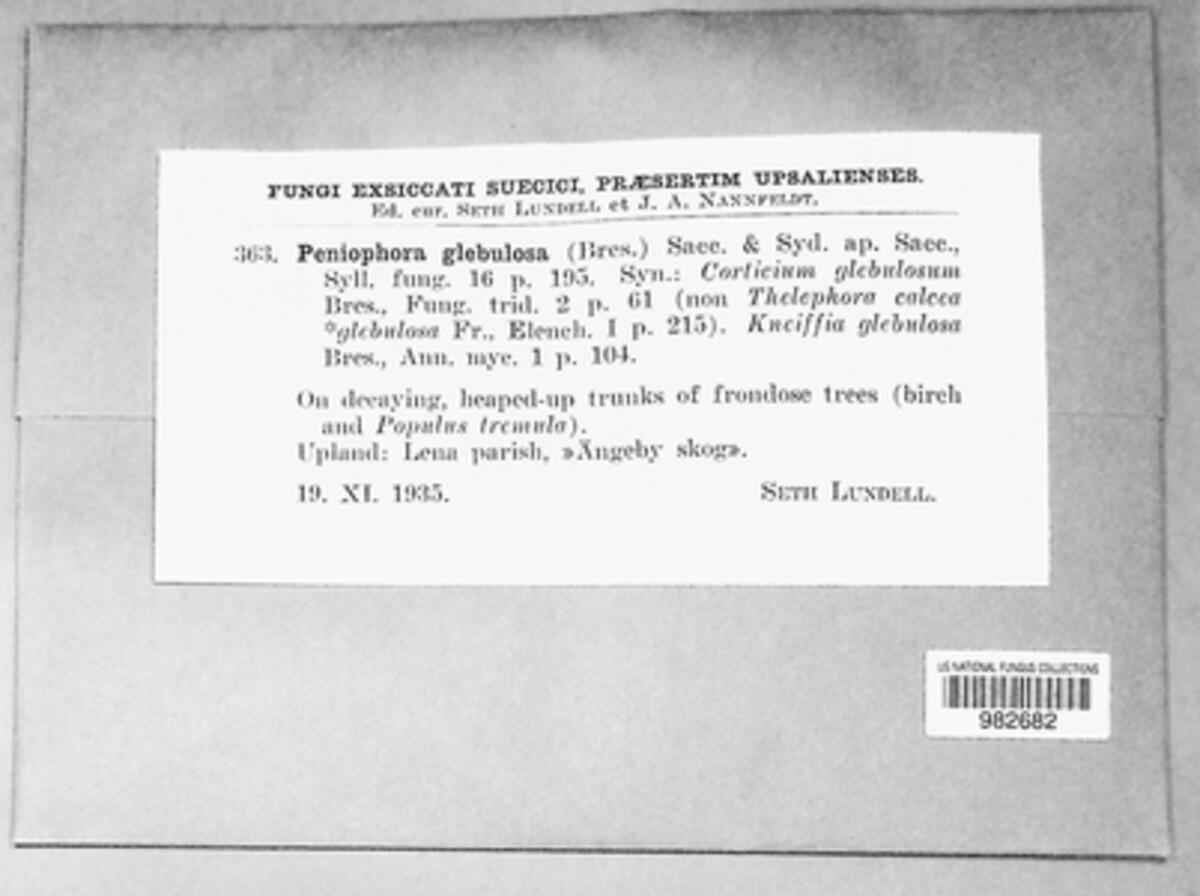 FUNGI EXSICCATI SUECICI, PRÆSERTIM UPSALIENSES.
Ed. cur. SETH LUNDELL et J. A. NANNFELDT.
363. Peniophora glebulosa (Bres.) Sacc. & Syd. ap. Sacc.,
Syll. fung. 16 p. 195. Syn.: Corticium glebulosum
Bres., Fung. trid. 2 p. 61 (non Thelephora calcea
*glebulosa Fr., Elench. I p. 215). Kneiffia glebulosa
Bres., Ann. myc. 1 p. 104.
On decaying, heaped-up trunks of frondose trees (birch
and Populus tremula).
Upland: Lena parish, »Ängeby skog».
19. XI. 1935. SETH LUNDELL.
US NATIONAL FUNGUS COLLECTIONS
982682